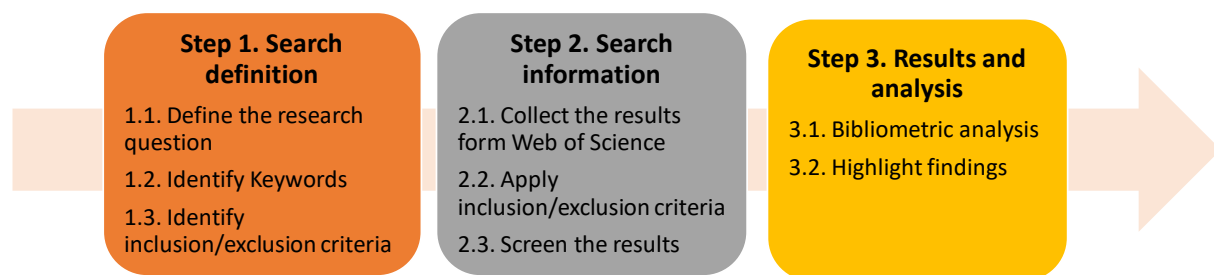 Step 1. Search
definition
1.1. Define the research
question
1.2. Identify Keywords
1.3. Identify
inclusion/exclusion criteria
Step 2. Search
information
2.1. Collect the results
form Web of Science
2.2. Apply
inclusion/exclusion criteria
2.3. Screen the results
Step 3. Results and
analysis
3.1. Bibliometric analysis
3.2. Highlight findings